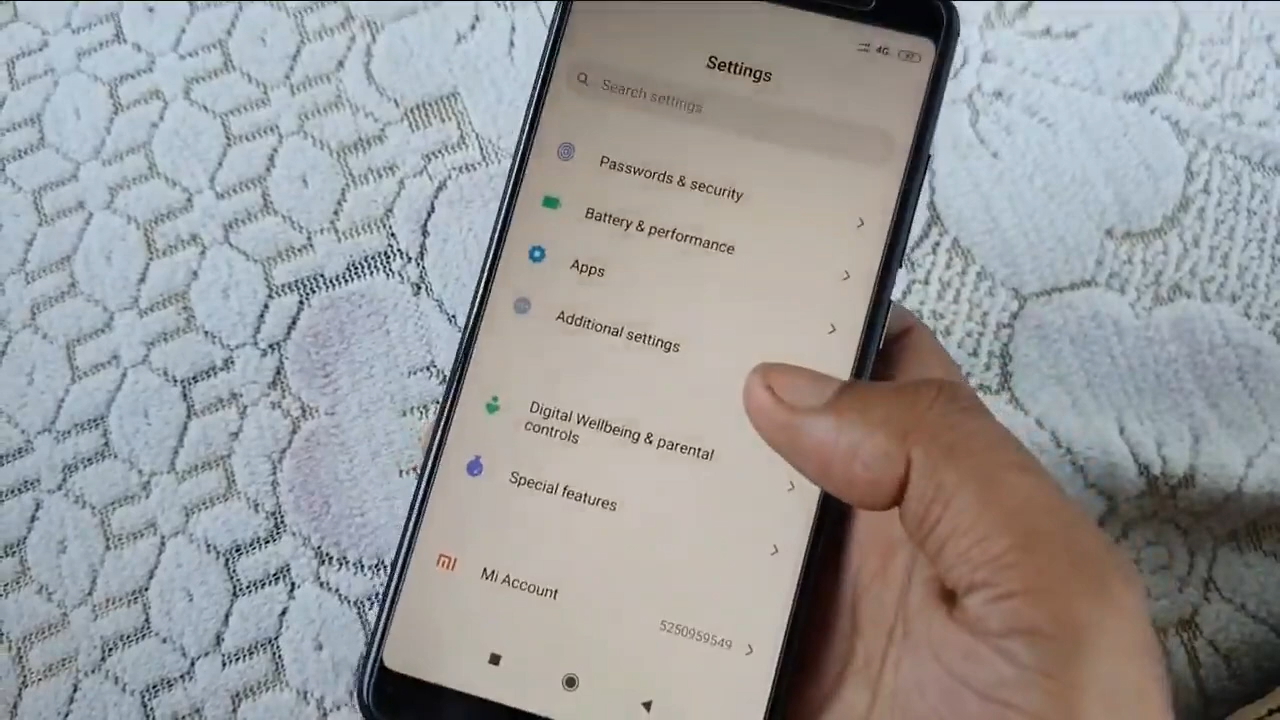 4G
Settings
Search settings
Passwords & security
Battery & performance
Apps
Additional settings
Digital Wellbeing & parental
controls
Special features
Mi Account
5250959549